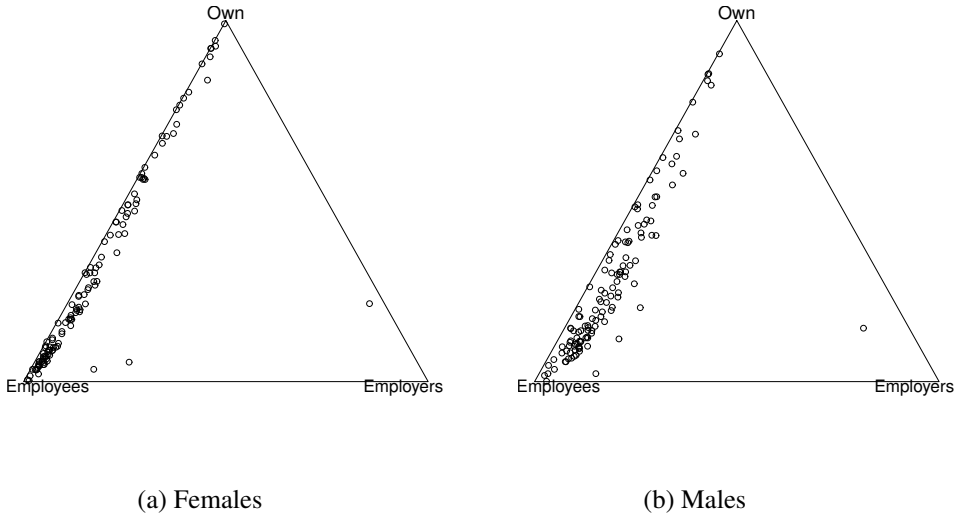 Own
Own
Employees
Employers
Employees
Employers
(a) Females
(b) Males